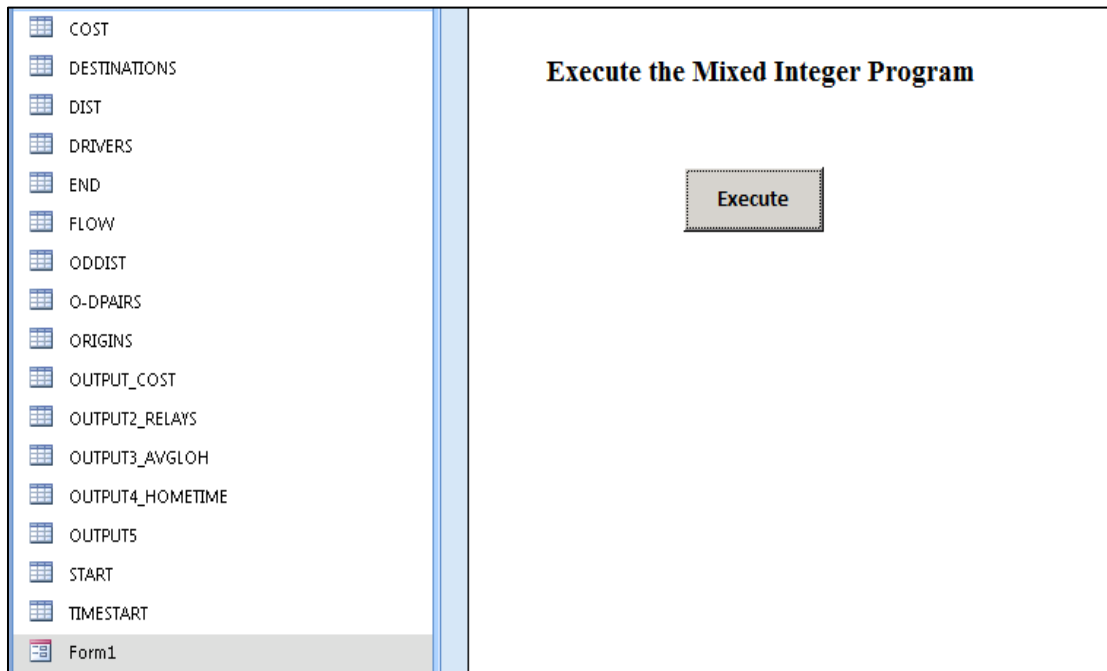 COST
DESTINATIONS
DIST
DRIVERS
END
FLOW
ODDIST
O-DPAIRS
ORIGINS
OUTPUT_COST
OUTPUT2_RELAYS
OUTPUT3_AVGLOH
OUTPUT4_HOMETIME
OUTPUT5
START
TIMESTART
Form1
Execute the Mixed Integer Program
Execute